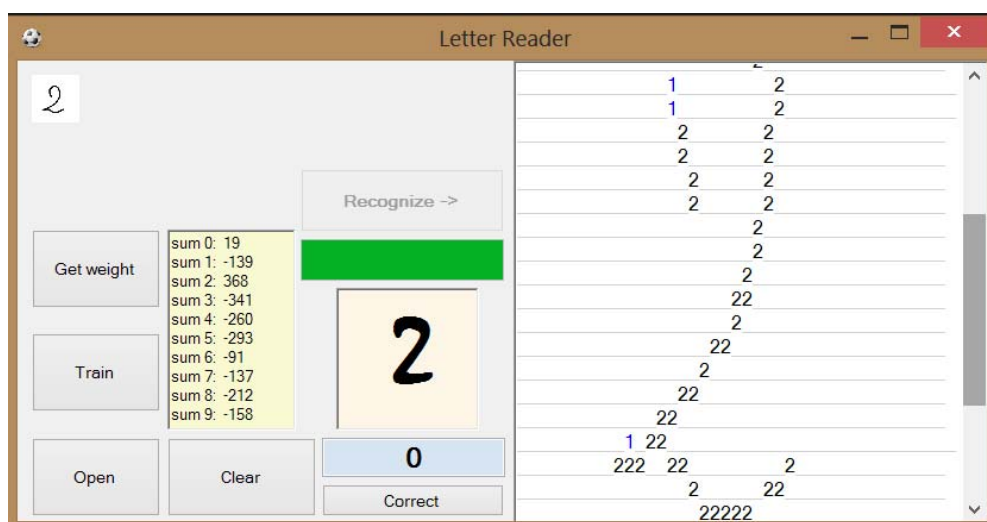 Letter Reader
2
Recognize ->
Get weight
sum 0: 19
sum 1: -139
sum 2: 368
sum 3: -341
sum 4: -260
sum 5: -293
sum 6: -91
sum 7: -137
sum 8: -212
sum 9: -158
2
Train
Open
Clear
0
Correct
2
1 2
1 2
2 2
2 2
2 2
2 2
2
2
2
22
2
22
2
22
22
1 22
222 22 2
2 22
22222